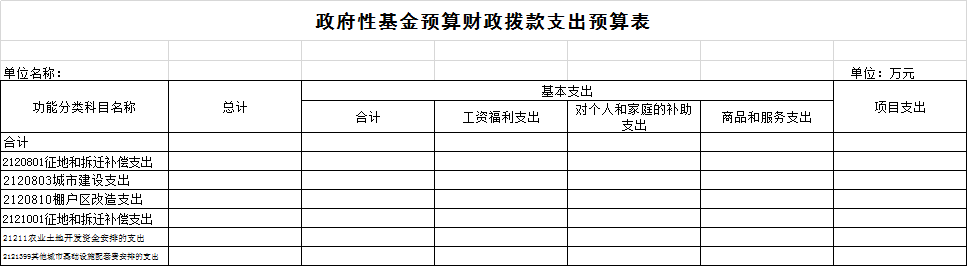 政府性基金预算财政拨款支出预算表
单位名称：
单位：万元
功能分类科目名称
总计
基本支出
项目支出
合计
工资福利支出
对个人和家庭的补助
支出
商品和服务支出
合计
2120801征地和拆迁补偿支出
2120803城市建设支出
2120810棚户区改造支出
2121001征地和拆迁补偿支出
21211农业土地开发资金安排的支出
2121399其他城市基础设施配套费安排的支出